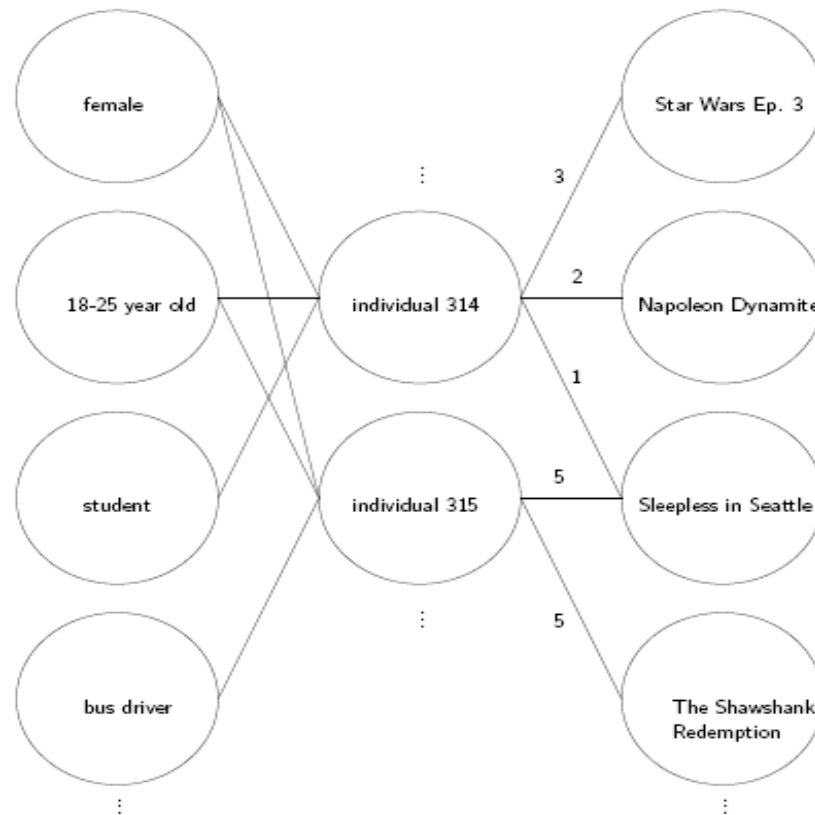 female
Star Wars Ep. 3
⋮
3
18-25 year old
individual 314
2
Napoleon Dynamite
1
student
individual 315
5
Sleepless in Seattle
⋮
5
bus driver
The Shawshank
Redemption
⋮
⋮